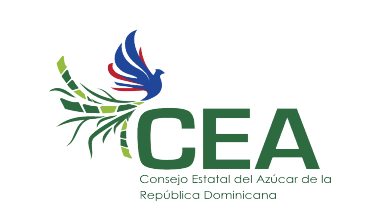 CEA
Consejo Estatal del Azúcar de la
República Dominicana